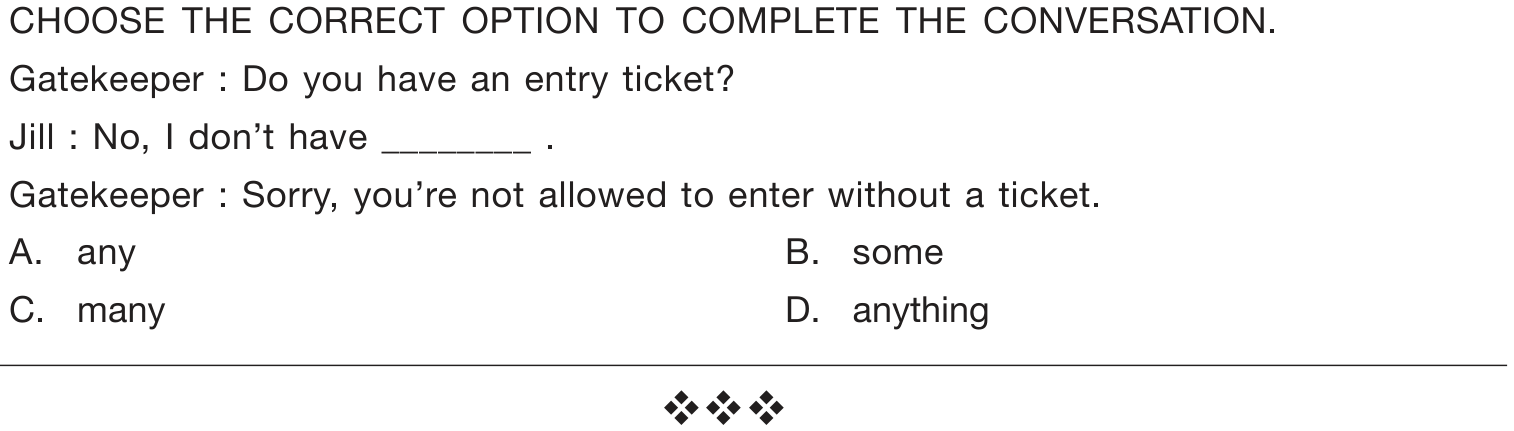 CHOOSE THE CORRECT OPTION TO COMPLETE THE CONVERSATION.
Gatekeeper : Do you have an entry ticket?
Jill : No, I don’t have ________ .
Gatekeeper : Sorry, you’re not allowed to enter without a ticket.
A. any B. some
C. many D. anything